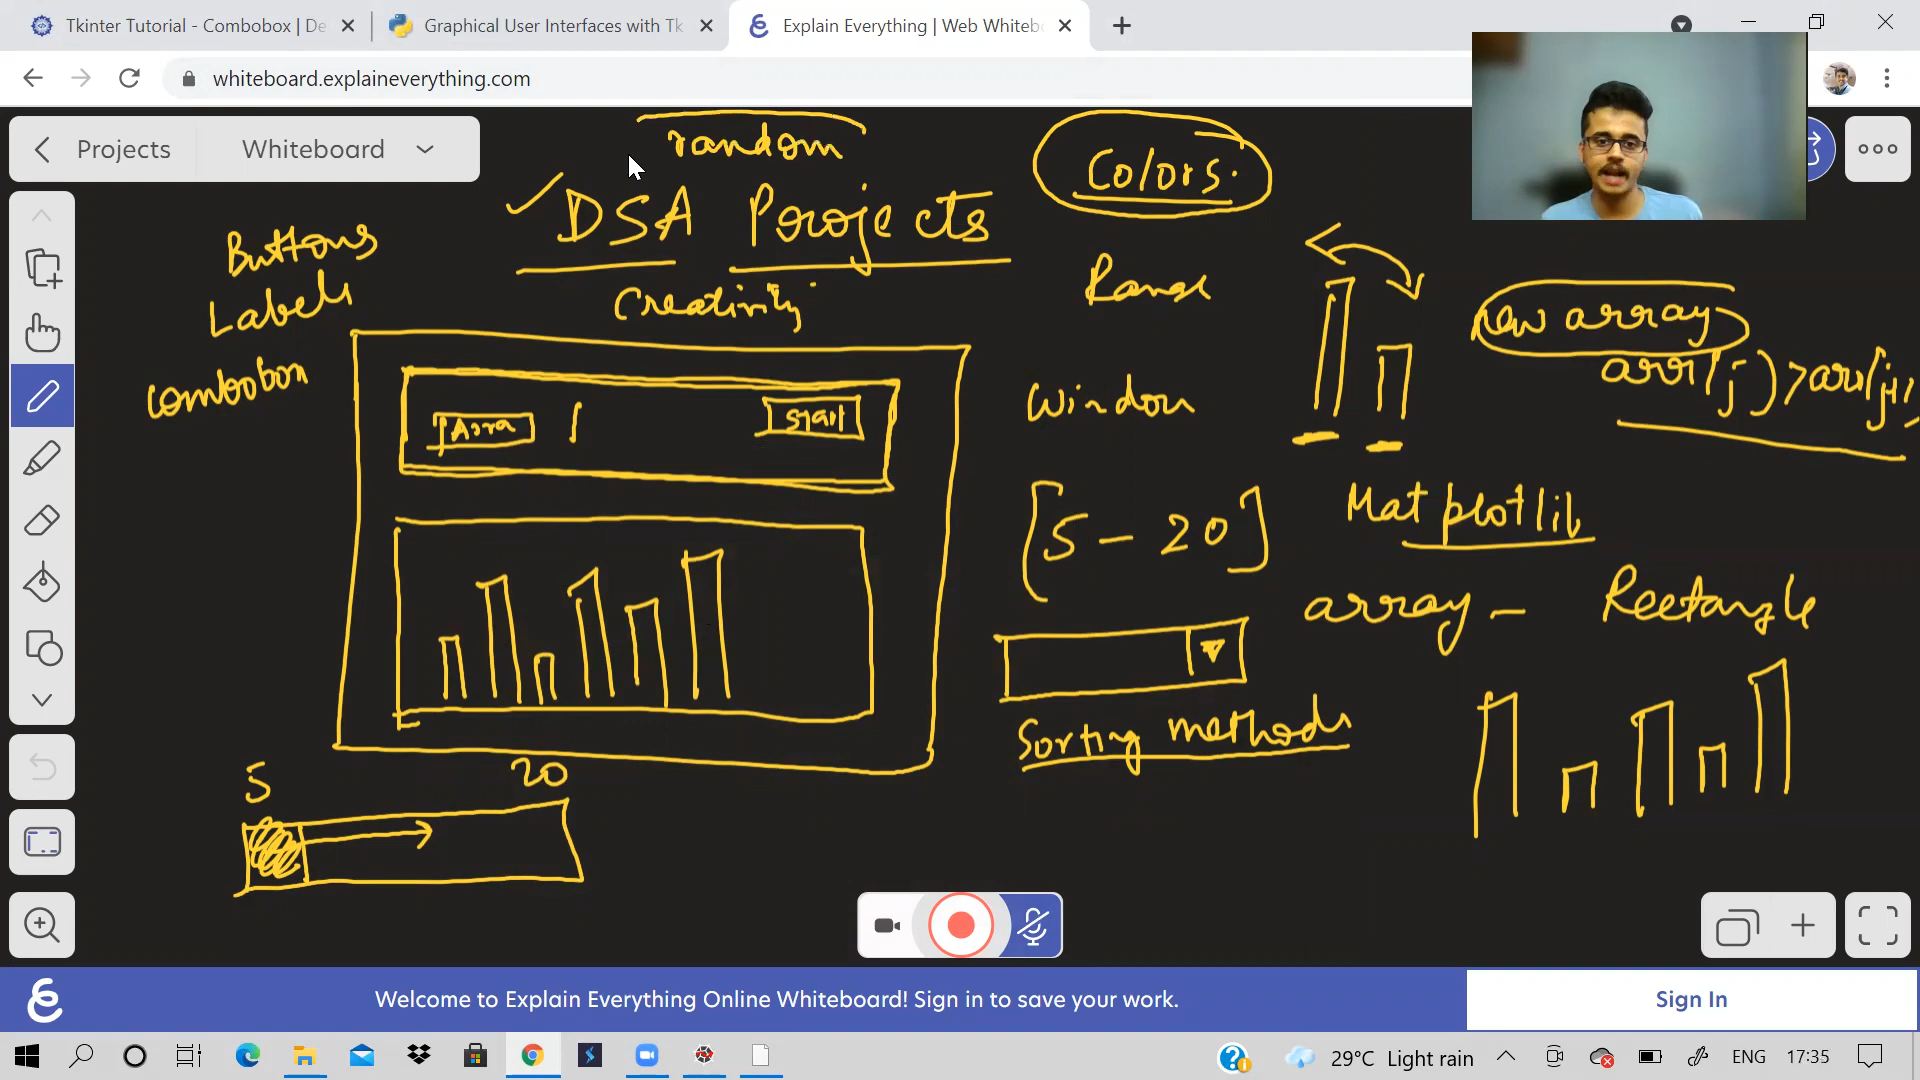 Tkinter Tutorial - Combobox | De
Graphical User Interfaces with Tk
Explain Everything | Web Whitebo
whiteboard.explaineverything.com
Projects
Whiteboard
random
Colors.
DSA Projects
Buttons
Labels
combobox
Creativity
Range
new array
arr[j] > arr[j+1]
Window
Start
[5 - 20]
Matplotlib
array - Rectangle
Sorting methods
5
20
Welcome to Explain Everything Online Whiteboard! Sign in to save your work.
Sign In
29°C Light rain
ENG
17:35